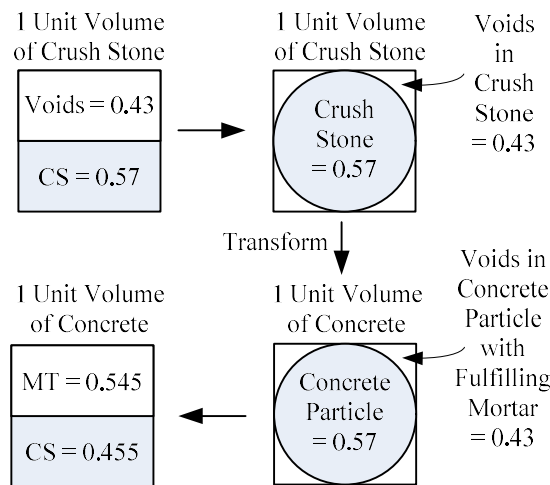 1 Unit Volume
of Crush Stone
Voids = 0.43
CS = 0.57
1 Unit Volume
of Crush Stone
Crush
Stone
= 0.57
Voids
in
Crush
Stone
= 0.43
Transform
1 Unit Volume
of Concrete
Concrete
Particle
= 0.57
Voids in
Concrete
Particle
with
Fulfilling
Mortar
= 0.43
1 Unit Volume
of Concrete
MT = 0.545
CS = 0.455